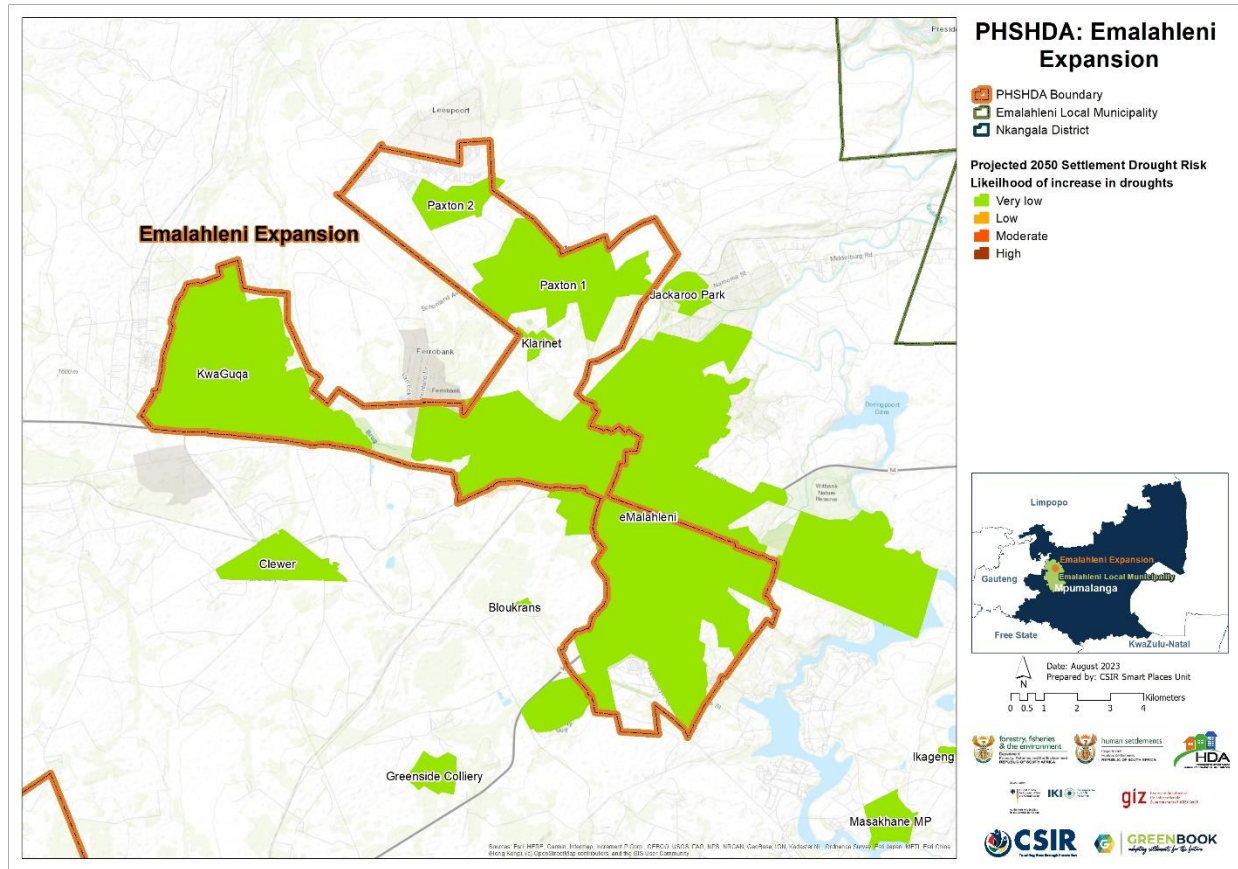 PHSHDA: Emalahleni
Expansion
PHSHDA Boundary
Emalahleni Local Municipality
Nkangala District
Projected 2050 Settlement Drought Risk
Likeilhood of increase in droughts
Very low
Low
Moderate
High
Leeupoort
Paxton 2
Emalahleni Expansion
Paxton 1
Jackaroo Park
Klarinet
Ferrobank
KwaGuqa
Ferrobank
eMalahleni
Witbank
Nature
Reserve
N4
Clewer
Bloukrans
Greenside Colliery
Ikageng
Masakhane MP
Limpopo
Emalahleni Expansion
Emalahleni Local Municipality
Gauteng
Mpumalanga
Free State
KwaZulu-Natal
N
Date: August 2023
Prepared by: CSIR Smart Places Unit
0 0.5 1 2 3 4 Kilometers
forestry, fisheries
& the environment
human settlements
HDA
IKI
giz
CSIR
GREENBOOK